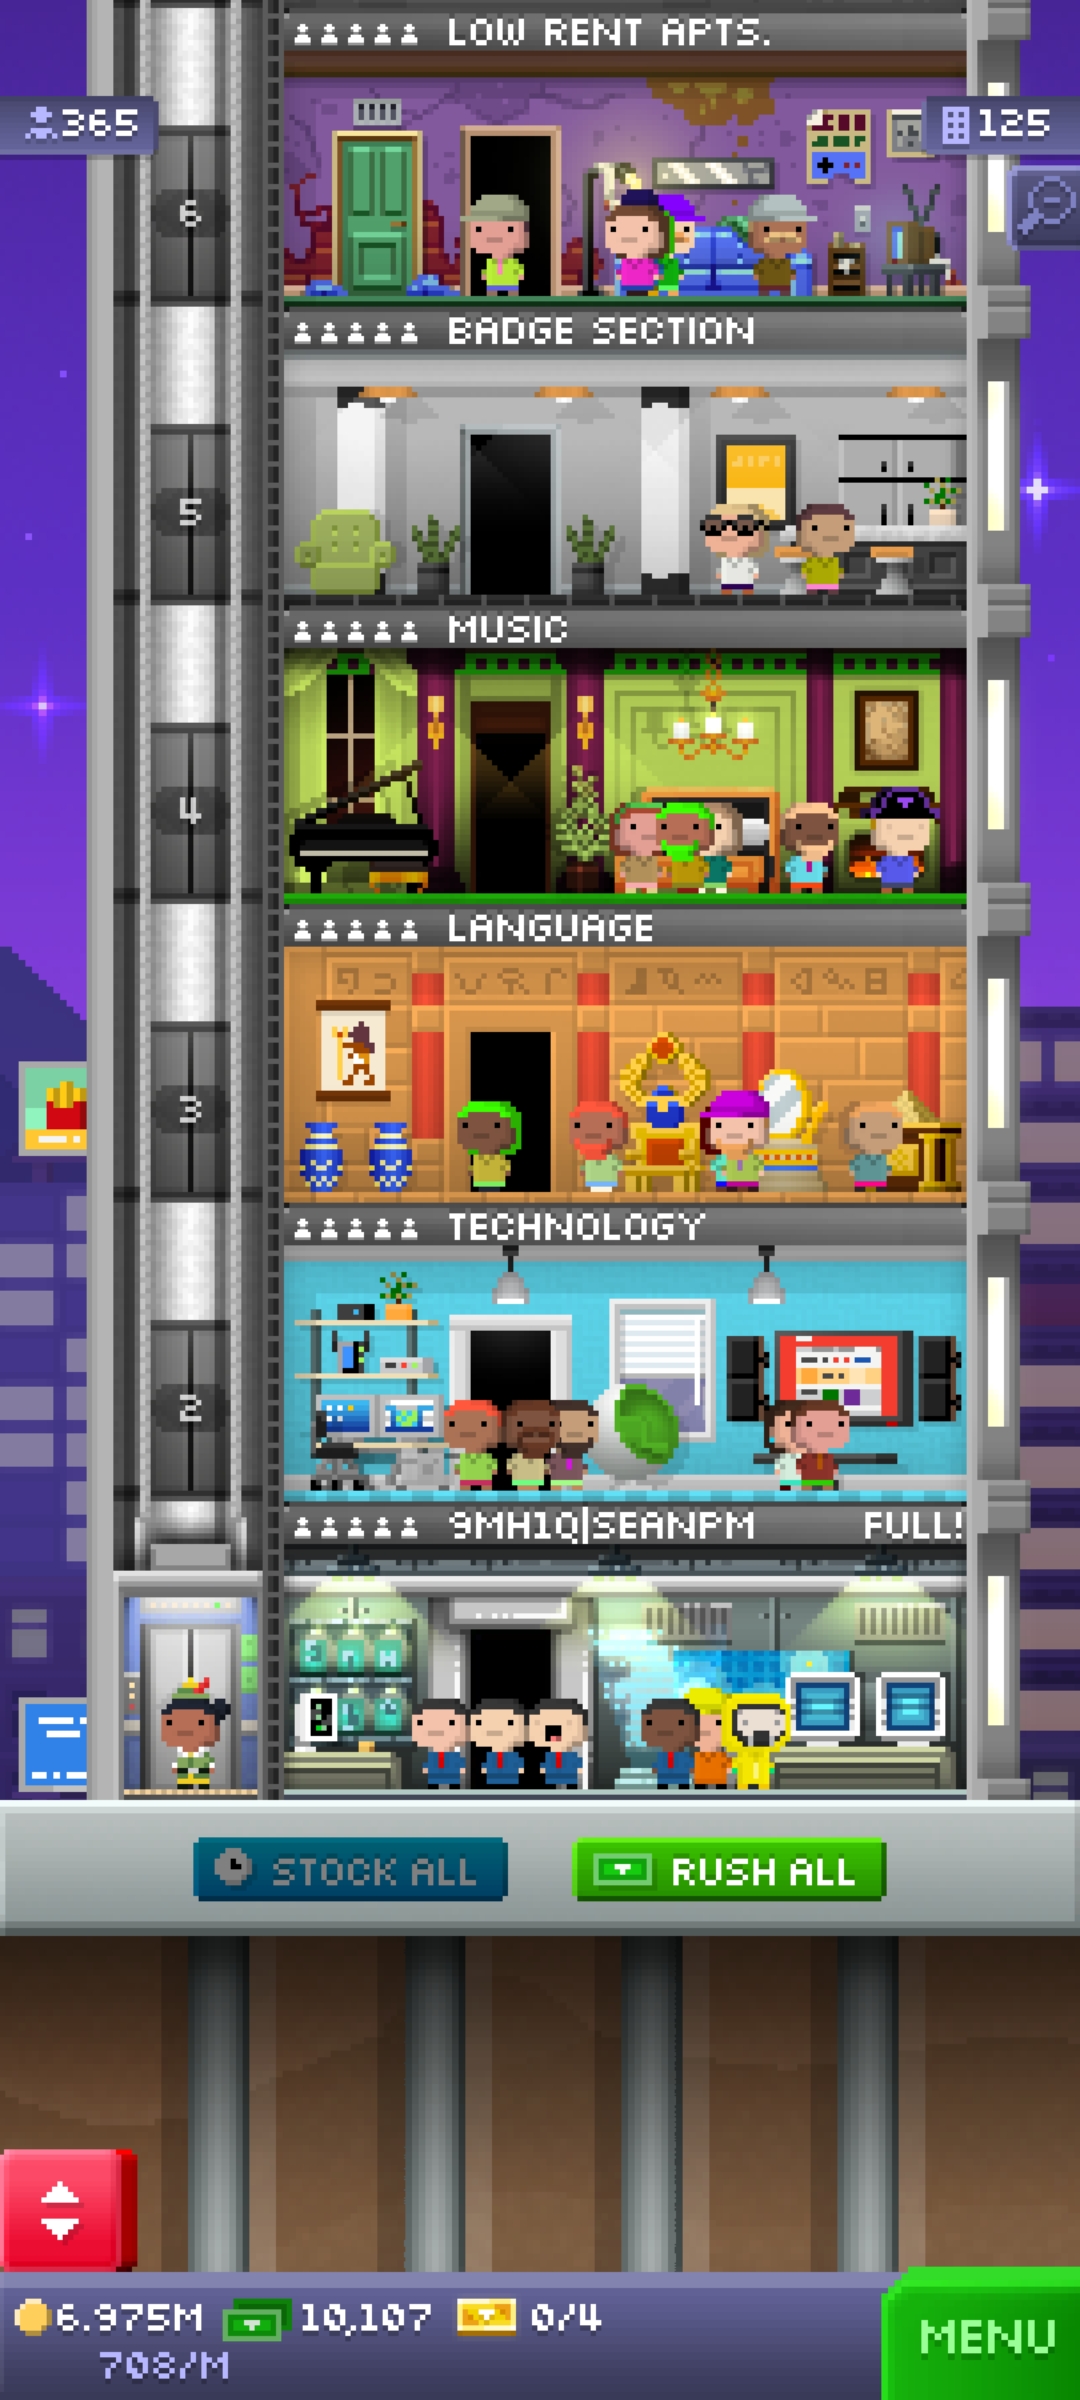 LOW RENT APTS.
365
125
6
BADGE SECTION
5
MUSIC
4
LANGUAGE
3
TECHNOLOGY
2
9MH1Q|SEANPM FULL!
STOCK ALL
RUSH ALL
6.975M 10,107 0/4
708/M
MENU